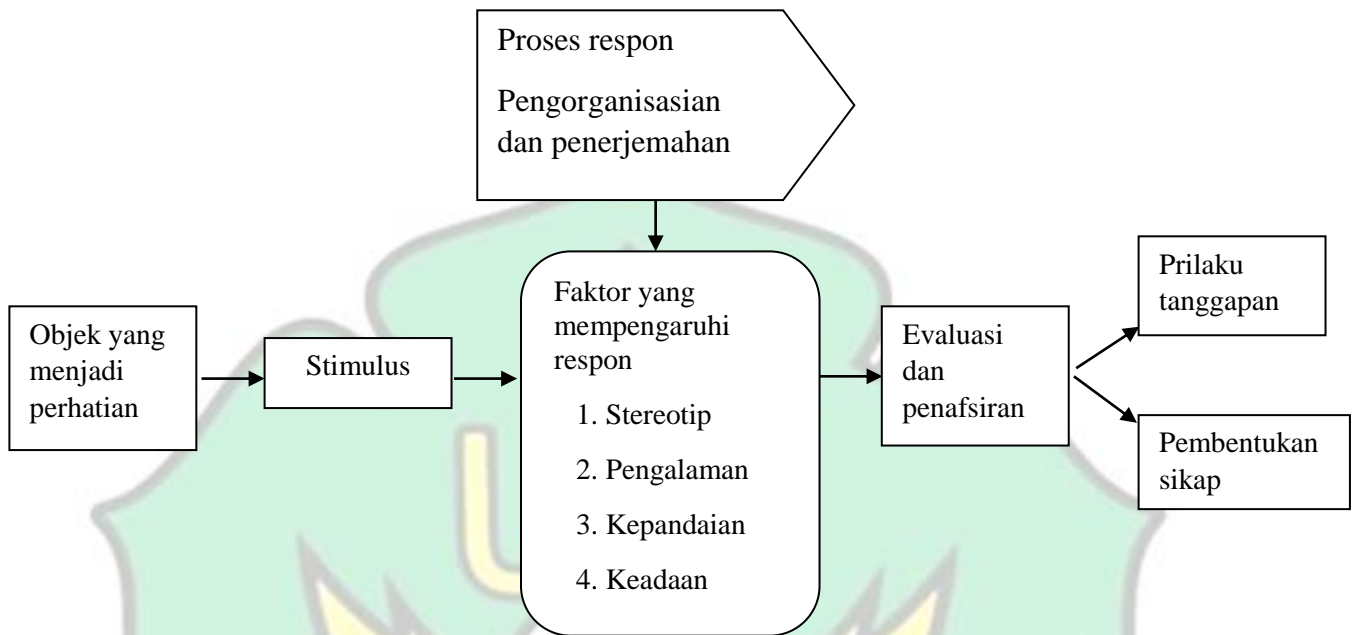 Proses respon
Pengorganisasian
dan penerjemahan
Objek yang
menjadi
perhatian
Stimulus
Faktor yang
mempengaruhi
respon
1. Stereotip
2. Pengalaman
3. Kepandaian
4. Keadaan
Evaluasi
dan
penafsiran
Prilaku
tanggapan
Pembentukan
sikap